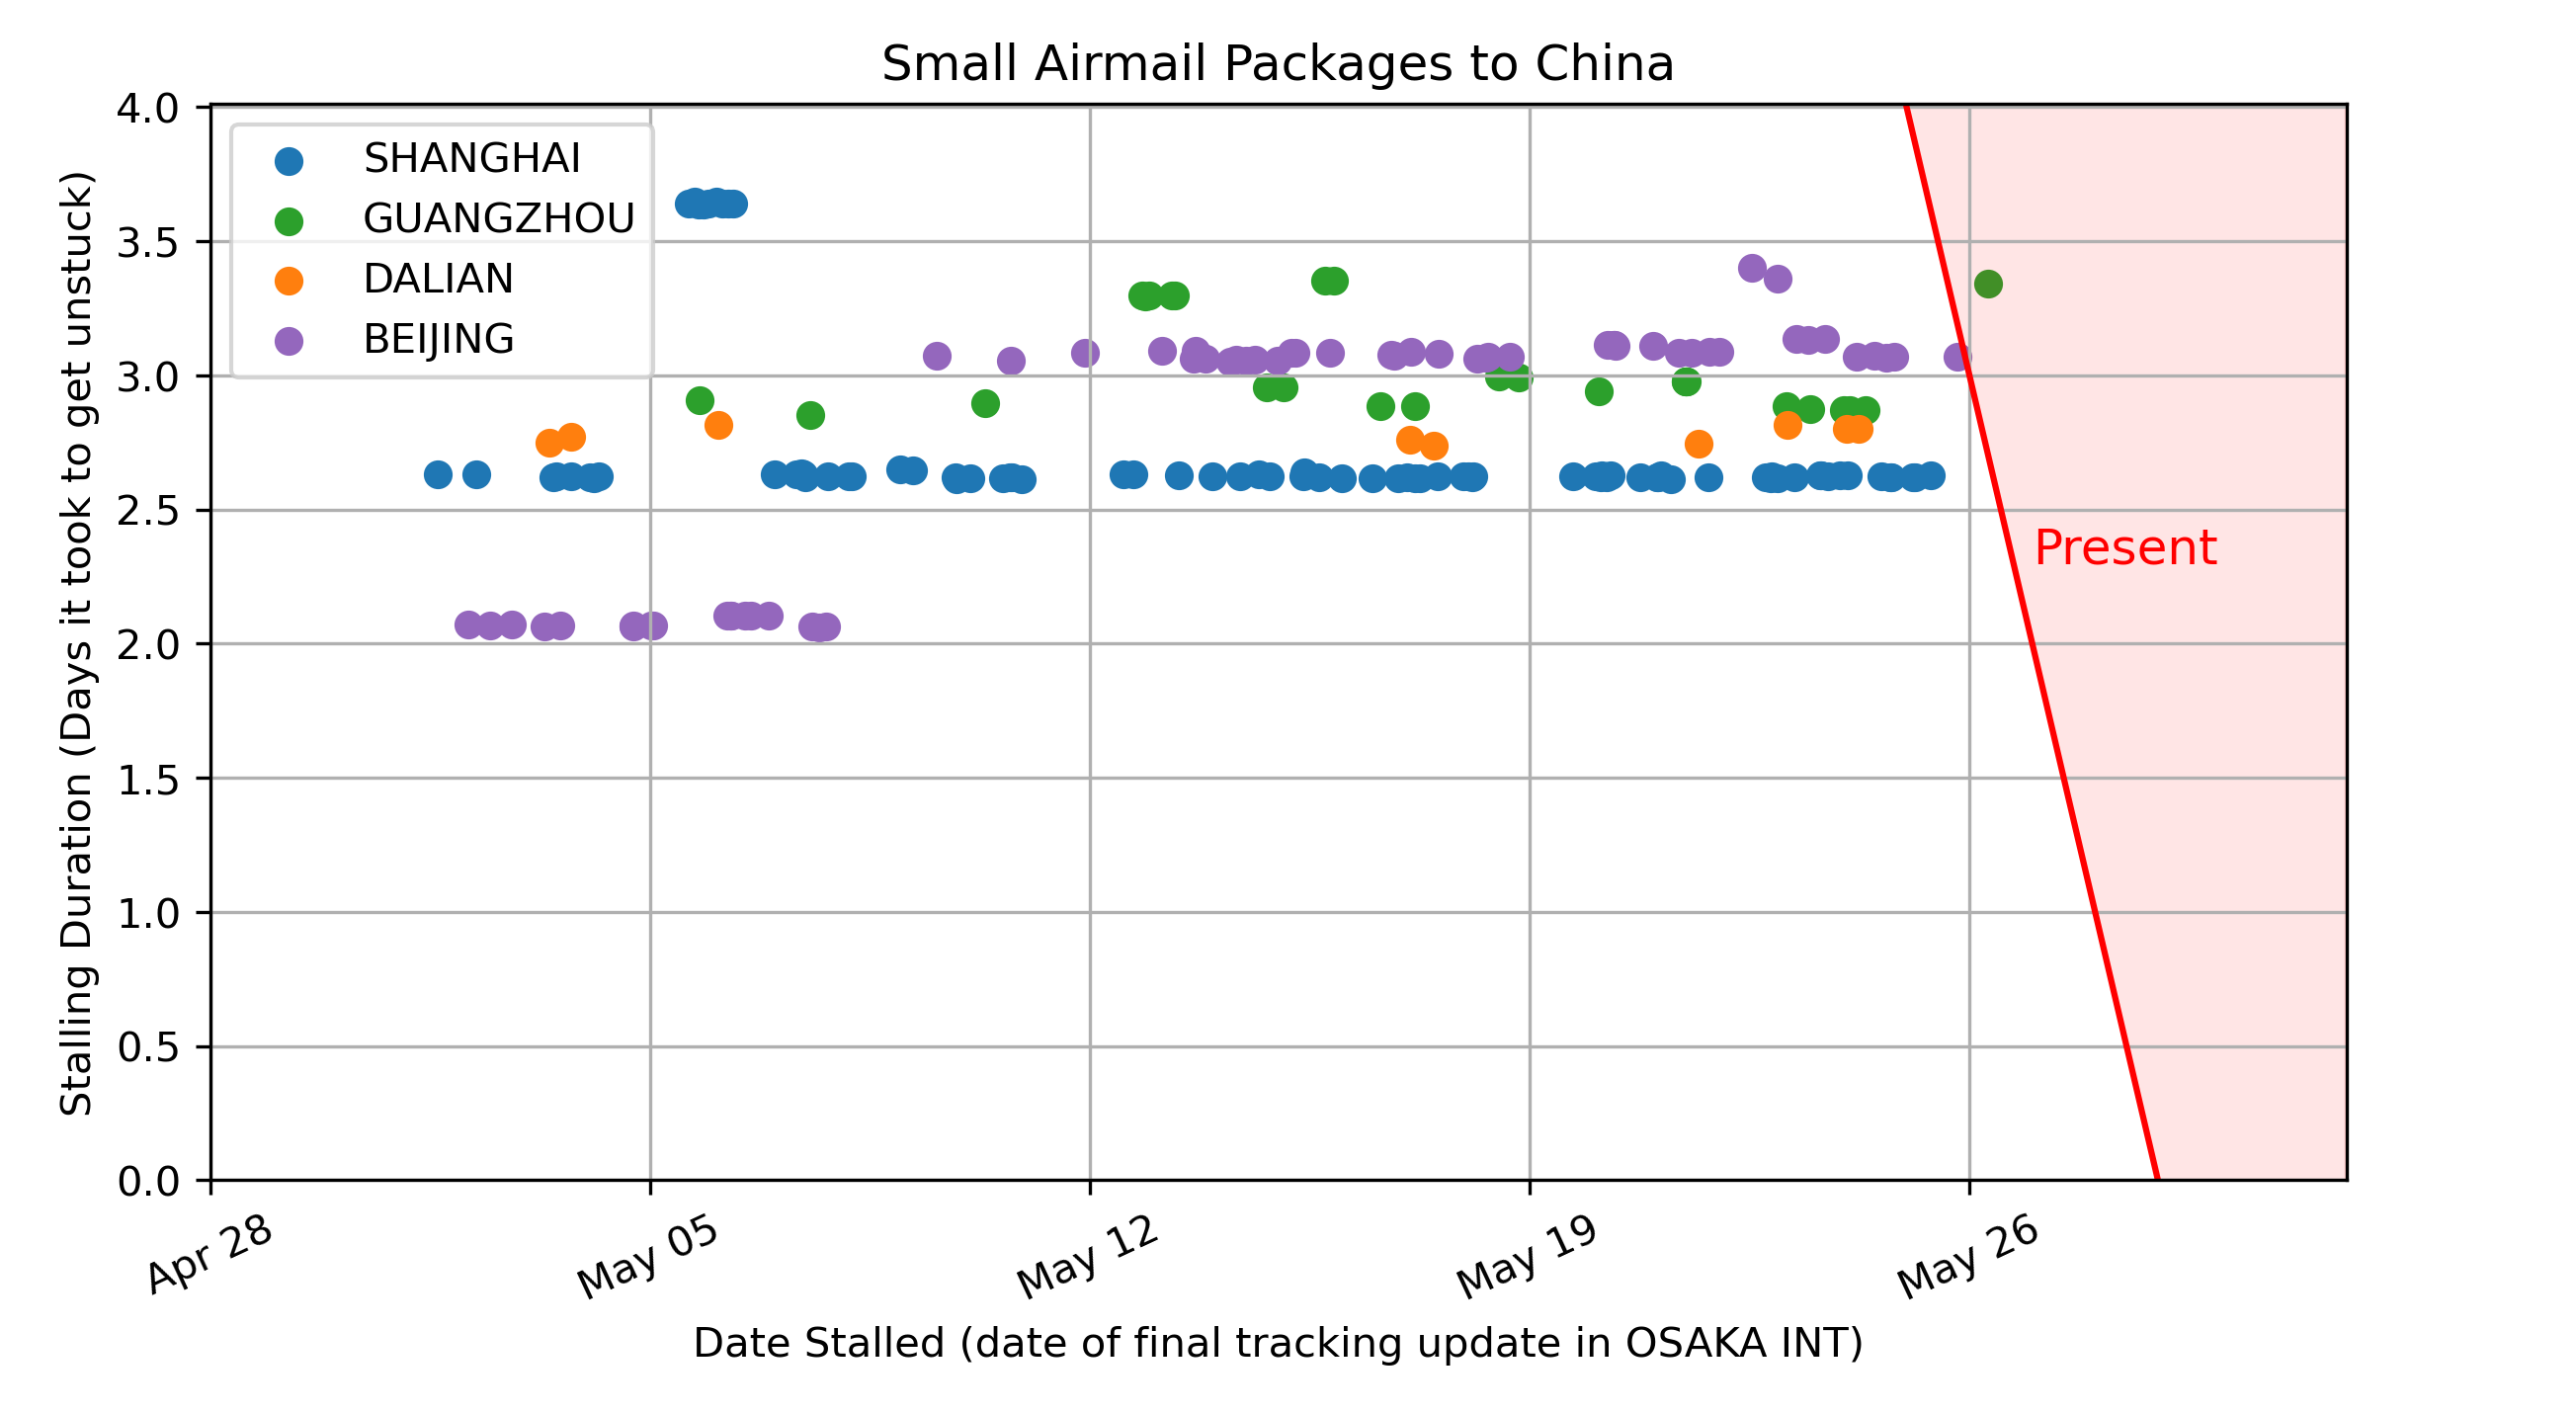 Small Airmail Packages to China
4.0
3.5
3.0
2.5
2.0
1.5
1.0
0.5
0.0
Stalling Duration (Days it took to get unstuck)
SHANGHAI
GUANGZHOU
DALIAN
BEIJING
Present
Apr 28
May 05
May 12
May 19
May 26
Date Stalled (date of final tracking update in OSAKA INT)